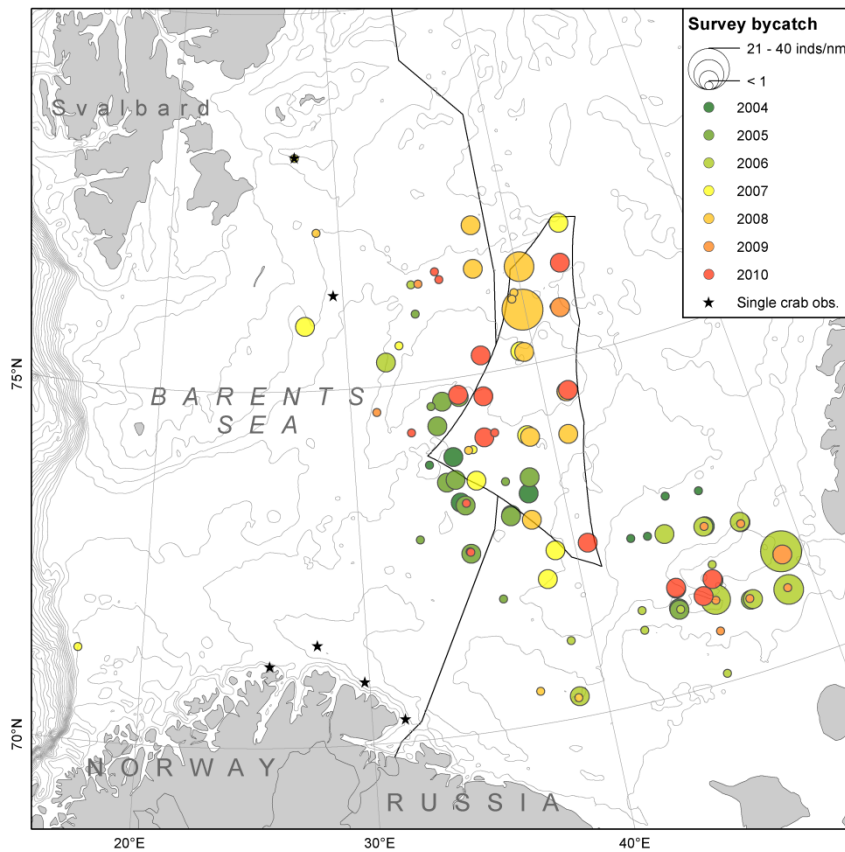 Survey bycatch
21 - 40 inds/nm
< 1
2004
2005
2006
2007
2008
2009
2010
Single crab obs.
Svalbard
75°N
BARENTS
SEA
70°N
NORWAY
RUSSIA
20°E
30°E
40°E